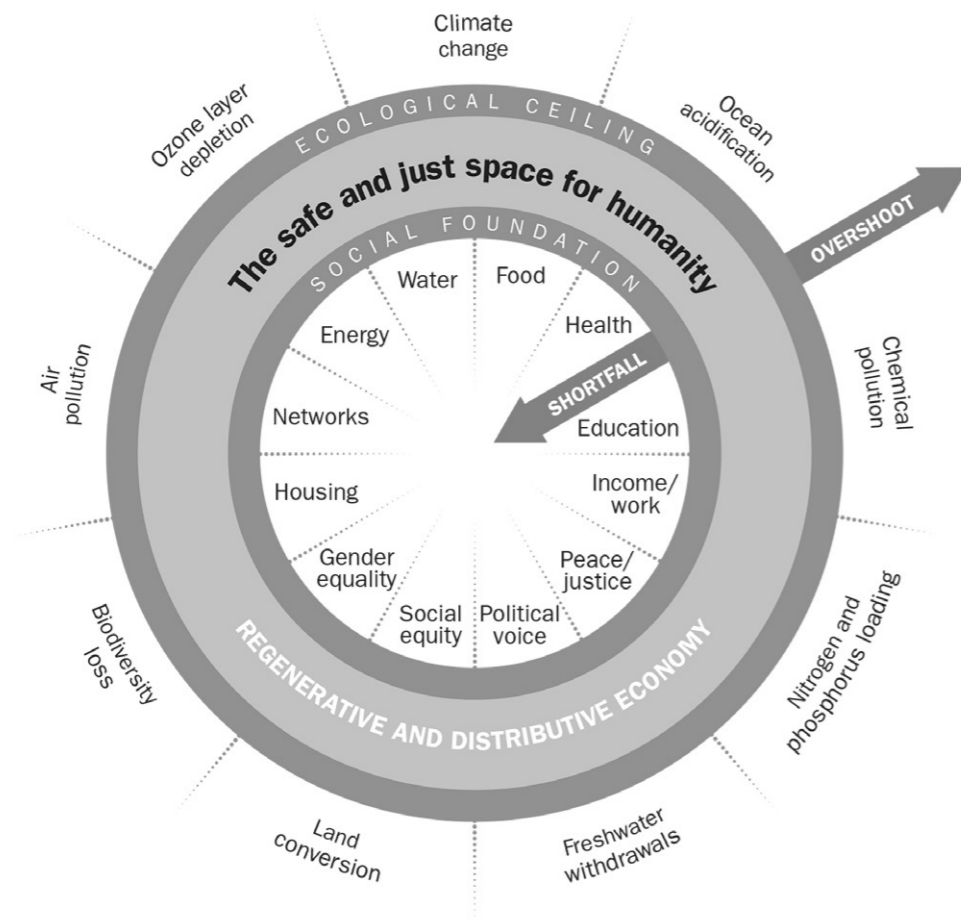 Climate
change
Ocean
acidification
OVERSHOOT
Chemical
pollution
Nitrogen and
phosphorus loading
Freshwater
withdrawals
Land
conversion
Biodiversity
loss
Air
pollution
Ozone layer
depletion
ECOLOGICAL CEILING
The safe and just space for humanity
SOCIAL FOUNDATION
Water
Food
Health
SHORTFALL
Education
Income/
work
Peace/
justice
Political
voice
Social
equity
Gender
equality
Housing
Networks
Energy
REGENERATIVE AND DISTRIBUTIVE ECONOMY